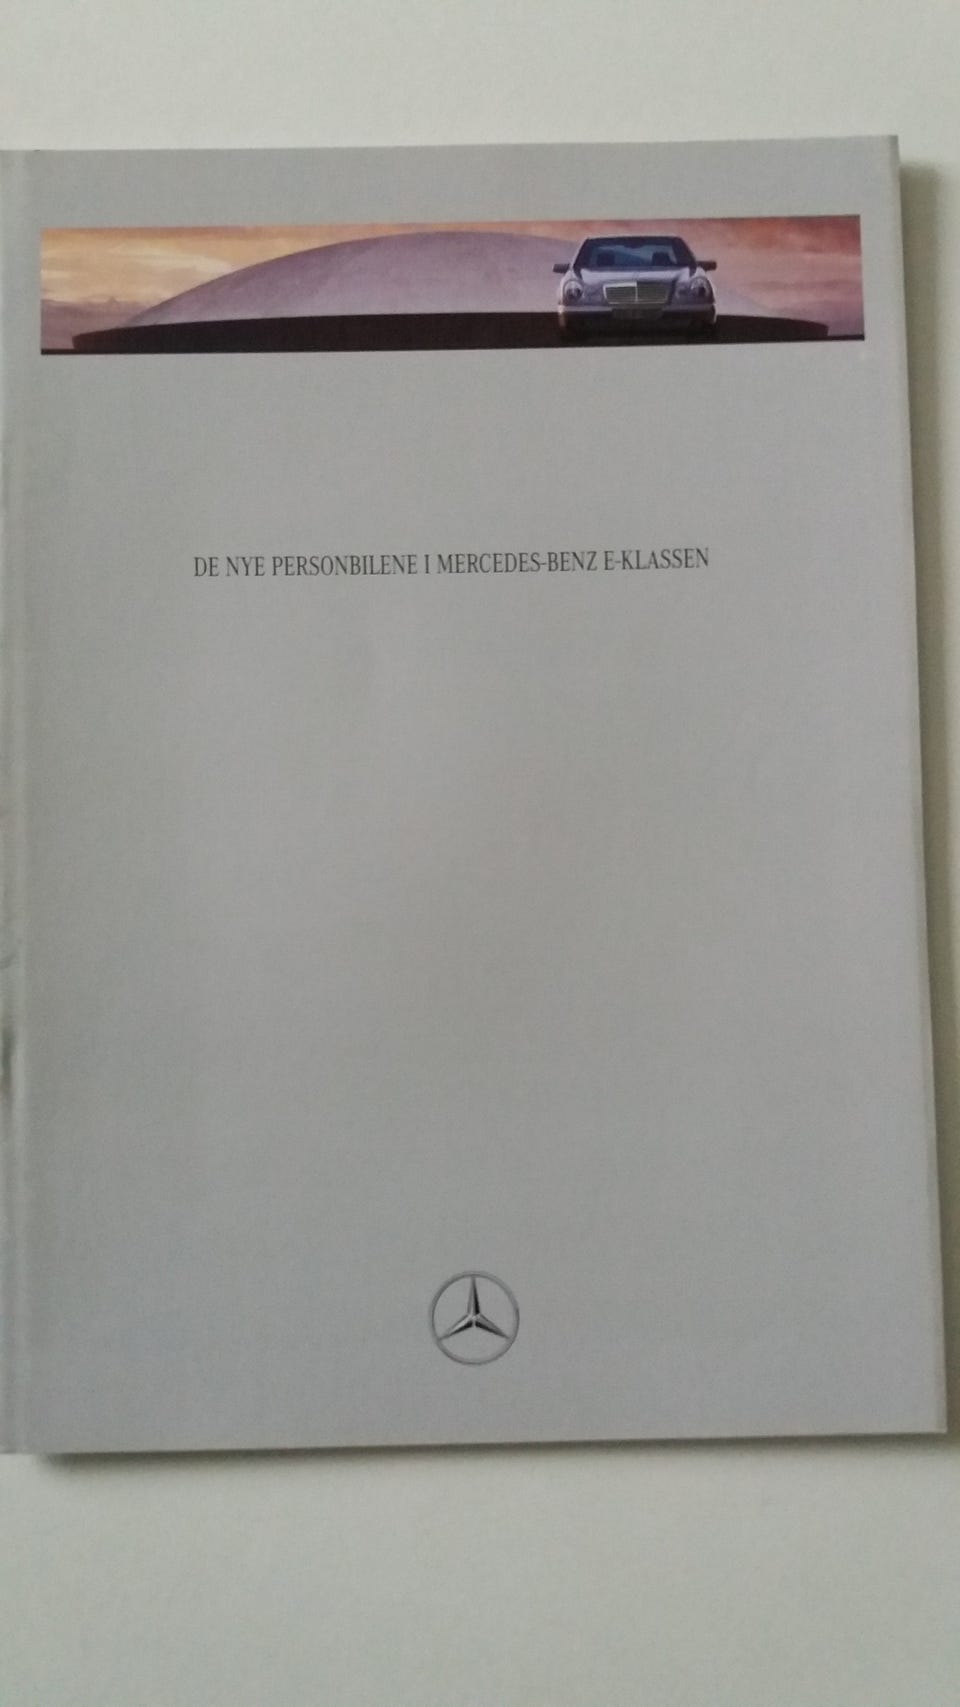 DE NYE PERSONBILENE I MERCEDES-BENZ E-KLASSEN